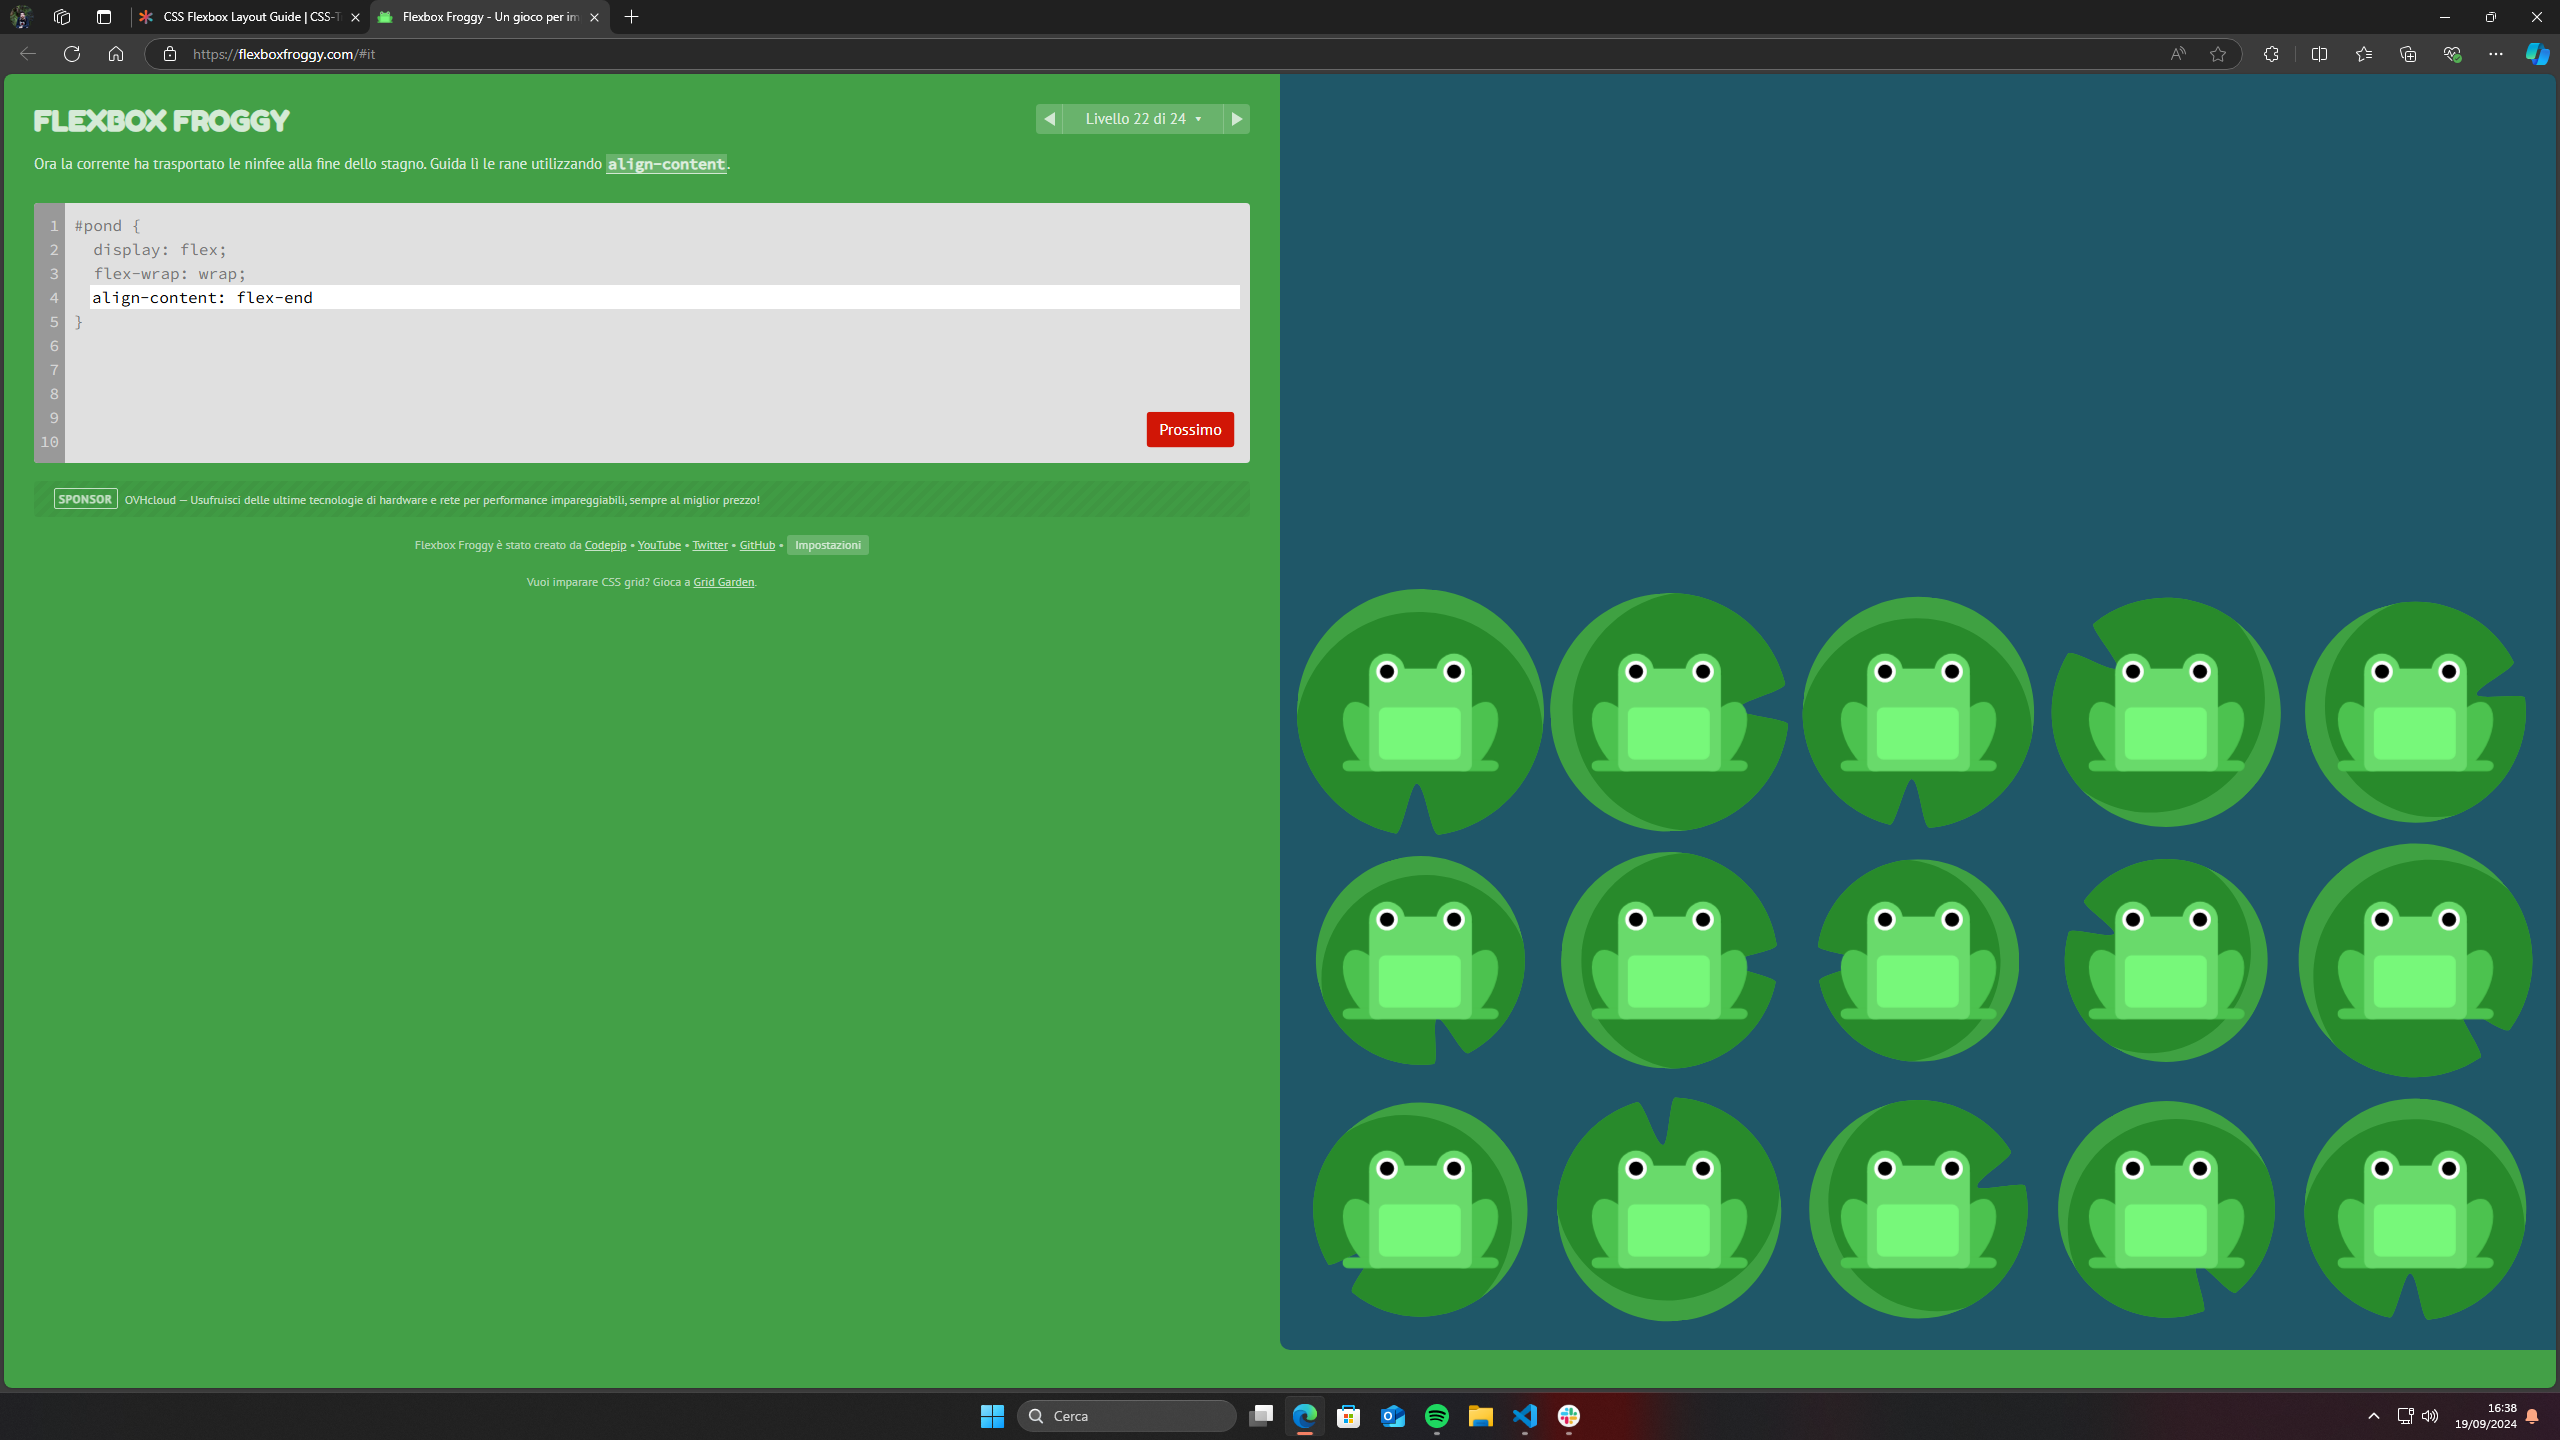 CSS Flexbox Layout Guide | CSS-T
Flexbox Froggy - Un gioco per im
https://flexboxfroggy.com/#it
FLEXBOX FROGGY
Livello 22 di 24
Ora la corrente ha trasportato le ninfee alla fine dello stagno. Guida lì le rane utilizzando align-content.
1 #pond {
2 display: flex;
3 flex-wrap: wrap;
4 align-content: flex-end
5 }
6
7
8
9
10
Prossimo
SPONSOR OVHcloud — Usufruisci delle ultime tecnologie di hardware e rete per performance impareggiabili, sempre al miglior prezzo!
Flexbox Froggy è stato creato da Codepip • YouTube • Twitter • GitHub • Impostazioni
Vuoi imparare CSS grid? Gioca a Grid Garden.
Cerca
16:38
19/09/2024